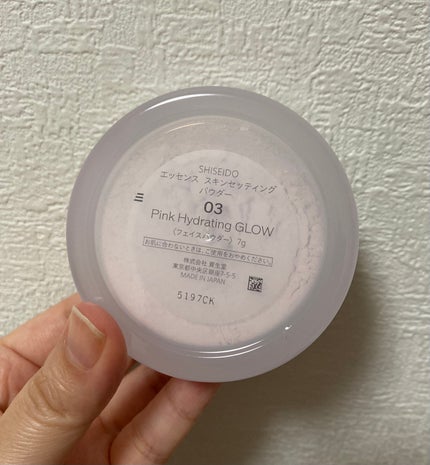 SHISEIDO
エッセンス スキンセッティング
パウダー
03
Pink Hydrating GLOW
〈フェイスパウダー〉 7g
お肌に合わないときは、ご使用をおやめください。
株式会社 資生堂
東京都中央区銀座7-5-5
MADE IN JAPAN
5197CK